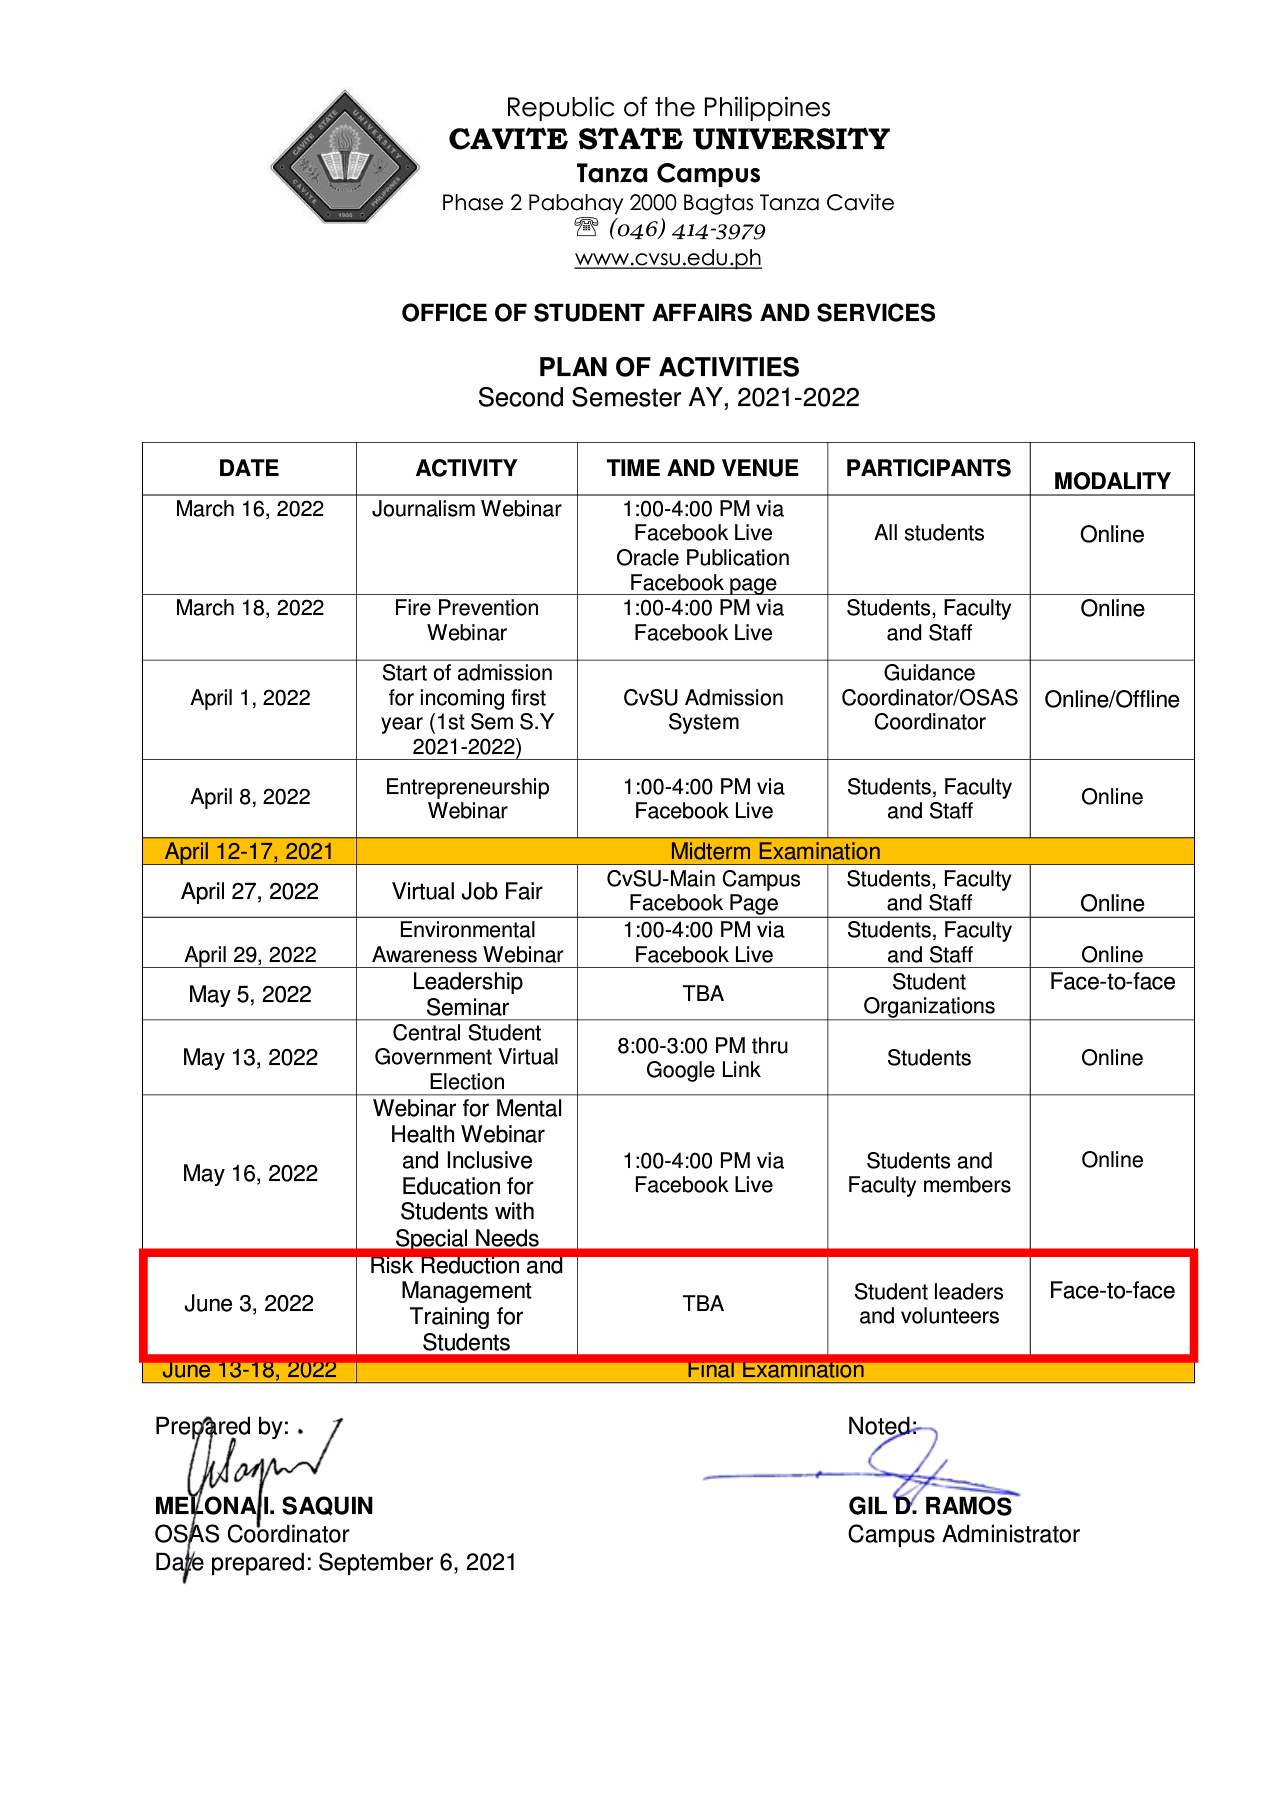 CAVITE STATE UNIVERSITY
CAVITE PHILIPPINES
1906
Republic of the Philippines
CAVITE STATE UNIVERSITY
Tanza Campus
Phase 2 Pabahay 2000 Bagtas Tanza Cavite
☏ (046) 414-3979
www.cvsu.edu.ph
OFFICE OF STUDENT AFFAIRS AND SERVICES
PLAN OF ACTIVITIES
Second Semester AY, 2021-2022
DATE ACTIVITY TIME AND VENUE PARTICIPANTS MODALITY
March 16, 2022
Journalism Webinar
1:00-4:00 PM via
Facebook Live
Oracle Publication
Facebook page
All students
Online
March 18, 2022
Fire Prevention
Webinar
1:00-4:00 PM via
Facebook Live
Students, Faculty
and Staff
Online
April 1, 2022
Start of admission
for incoming first
year (1st Sem S.Y
2021-2022)
CvSU Admission
System
Guidance
Coordinator/OSAS
Coordinator
Online/Offline
April 8, 2022
Entrepreneurship
Webinar
1:00-4:00 PM via
Facebook Live
Students, Faculty
and Staff
Online
April 12-17, 2021 Midterm Examination
April 27, 2022
Virtual Job Fair
CvSU-Main Campus
Facebook Page
Students, Faculty
and Staff
Online
April 29, 2022
Environmental
Awareness Webinar
1:00-4:00 PM via
Facebook Live
Students, Faculty
and Staff
Online
May 5, 2022
Leadership
Seminar
TBA
Student
Organizations
Face-to-face
May 13, 2022
Central Student
Government Virtual
Election
8:00-3:00 PM thru
Google Link
Students
Online
May 16, 2022
Webinar for Mental
Health Webinar
and Inclusive
Education for
Students with
Special Needs
1:00-4:00 PM via
Facebook Live
Students and
Faculty members
Online
June 3, 2022
Risk Reduction and
Management
Training for
Students
TBA
Student leaders
and volunteers
Face-to-face
June 13-18, 2022 Final Examination
Prepared by:
MELONA I. SAQUIN
OSAS Coordinator
Date prepared: September 6, 2021
Noted:
GIL D. RAMOS
Campus Administrator